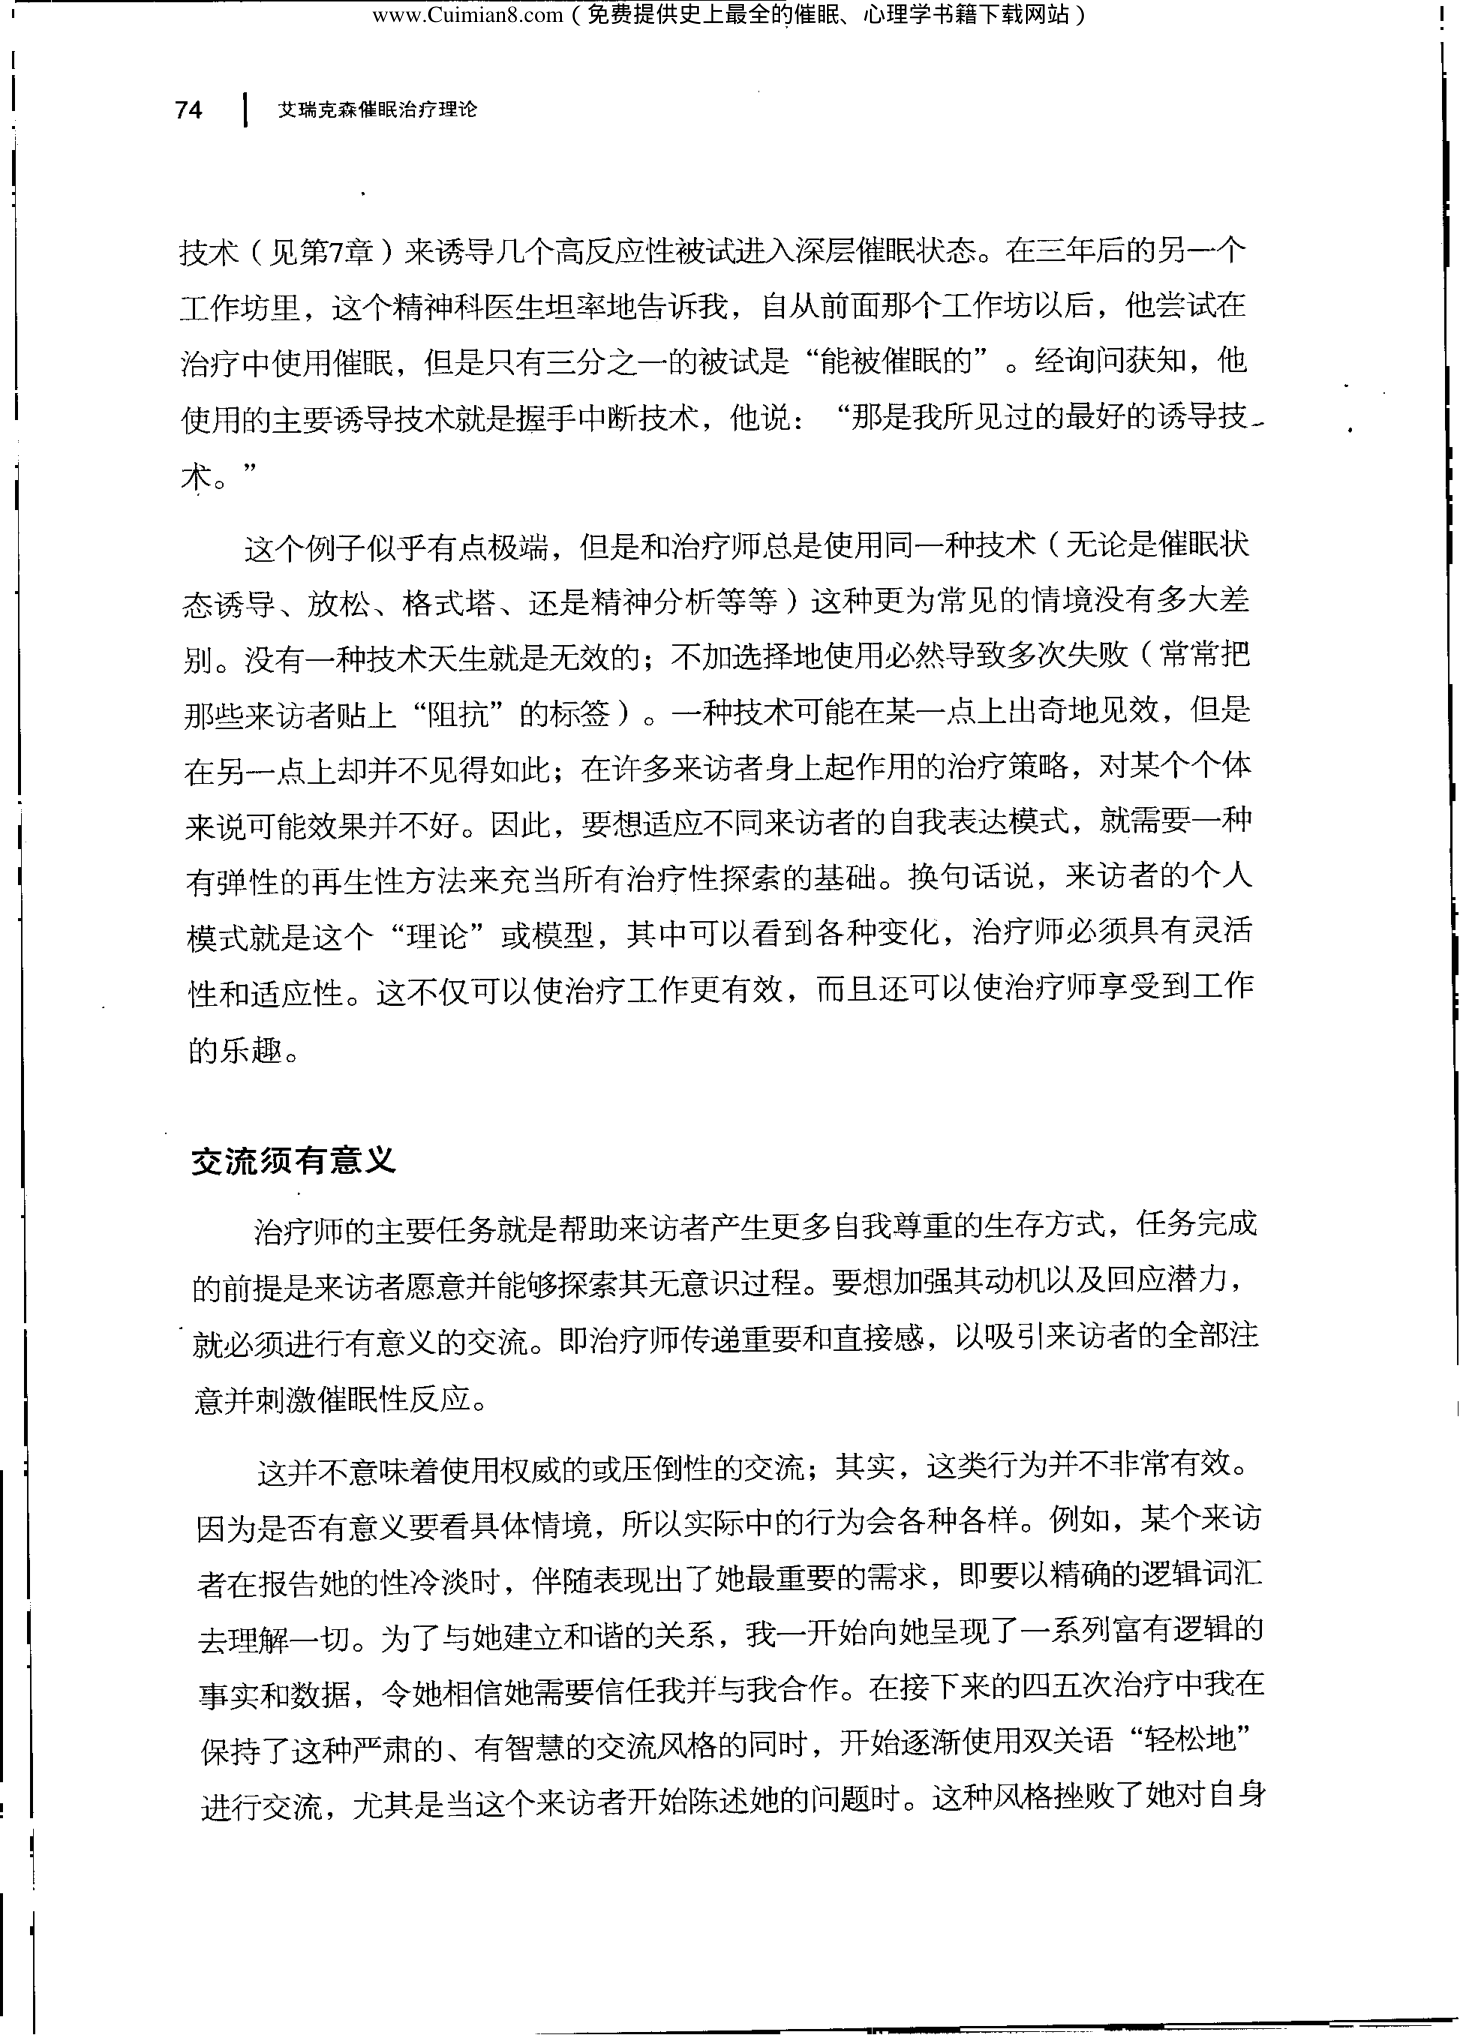 www.Cuimian8.com（免费提供史上最全的催眠、心理学书籍下载网站）
74 | 艾瑞克森催眠治疗理论
技术（见第7章）来诱导几个高反应性被试进入深层催眠状态。在三年后的另一个
工作坊里，这个精神科医生坦率地告诉我，自从前面那个工作坊以后，他尝试在
治疗中使用催眠，但是只有三分之一的被试是“能被催眠的”。经询问获知，他
使用的主要诱导技术就是握手中断技术，他说：“那是我所见过的最好的诱导技
术。”
这个例子似乎有点极端，但是和治疗师总是使用同一种技术（无论是催眠状
态诱导、放松、格式塔、还是精神分析等等）这种更为常见的情境没有多大差
别。没有一种技术天生就是无效的；不加选择地使用必然导致多次失败（常常把
那些来访者贴上“阻抗”的标签）。一种技术可能在某一点上出奇地见效，但是
在另一点上却并不见得如此；在许多来访者身上起作用的治疗策略，对某个个体
来说可能效果并不好。因此，要想适应不同来访者的自我表达模式，就需要一种
有弹性的再生性方法来充当所有治疗性探索的基础。换句话说，来访者的个人
模式就是这个“理论”或模型，其中可以看到各种变化，治疗师必须具有灵活
性和适应性。这不仅可以使治疗工作更有效，而且还可以使治疗师享受到工作
的乐趣。
交流须有意义
治疗师的主要任务就是帮助来访者产生更多自我尊重的生存方式，任务完成
的前提是来访者愿意并能够探索其无意识过程。要想加强其动机以及回应潜力，
就必须进行有意义的交流。即治疗师传递重要和直接感，以吸引来访者的全部注
意并刺激催眠性反应。
这并不意味着使用权威的或压倒性的交流；其实，这类行为并不非常有效。
因为是否有意义要看具体情境，所以实际中的行为会各种各样。例如，某个来访
者在报告她的性冷淡时，伴随表现出了她最重要的需求，即要以精确的逻辑词汇
去理解一切。为了与她建立和谐的关系，我一开始向她呈现了一系列富有逻辑的
事实和数据，令她相信她需要信任我并与我合作。在接下来的四五次治疗中我在
保持了这种严肃的、有智慧的交流风格的同时，开始逐渐使用双关语“轻松地”
进行交流，尤其是当这个来访者开始陈述她的问题时。这种风格挫败了她对自身